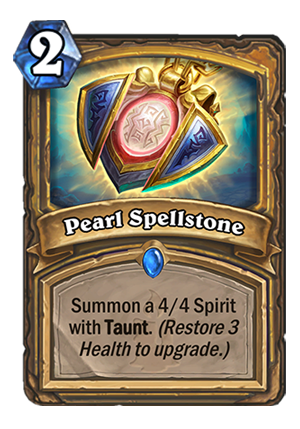 2
Pearl Spellstone
Summon a 4/4 Spirit
with Taunt. (Restore 3
Health to upgrade.)